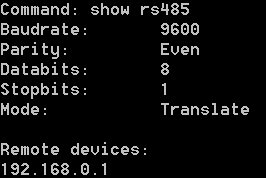 Command: show rs485
Baudrate: 9600
Parity: Even
Databits: 8
Stopbits: 1
Mode: Translate
Remote devices:
192.168.0.1